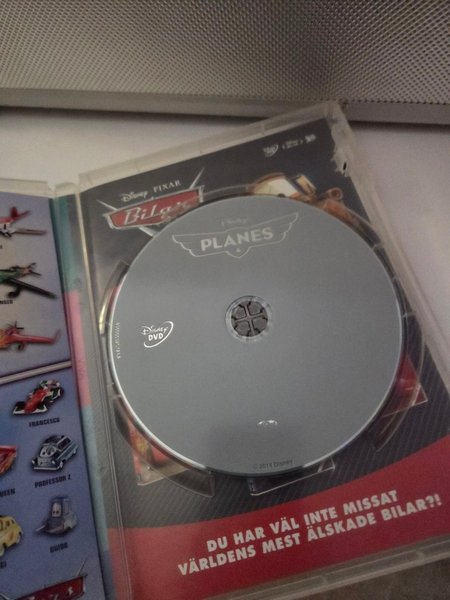 Disney PIXAR
Bilar
Disney
PLANES
Disney
DVD
© 2013 DISNEY
DU HAR VÄL INTE MISSAT
VÄRLDENS MEST ÄLSKADE BILAR?!
FRANCESCO
PROFESSOR Z
GUIDO